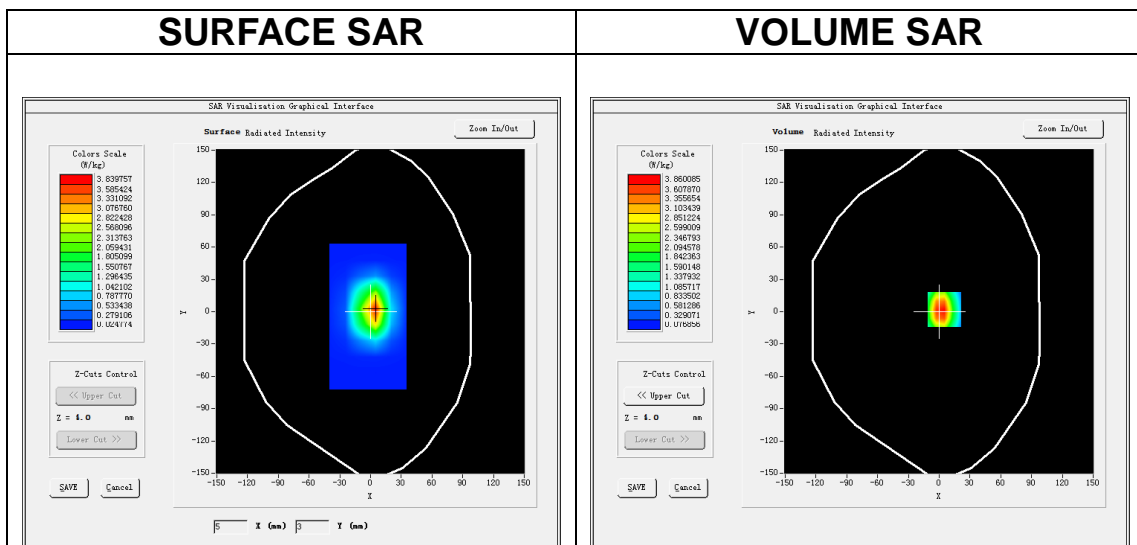 SURFACE SAR
VOLUME SAR
SAR Visualisation Graphical Interface
Surface Radiated Intensity
Zoom In/Out
Colors Scale
(W/kg)
3.839757
3.585424
3.331092
3.076760
2.822428
2.568096
2.313763
2.059431
1.805099
1.550767
1.296435
1.042102
0.787770
0.533438
0.279106
0.024774
150
120
90
60
30
0
-30
-60
-90
-120
-150
Y
-150 -120 -90 -60 -30 0 30 60 90 120 150
X
Z-Cuts Control
<< Upper Cut
Z = 4.0 mm
Lower Cut >>
SAVE Cancel
5 X (mm) 3 Y (mm)
SAR Visualisation Graphical Interface
Volume Radiated Intensity
Zoom In/Out
Colors Scale
(W/kg)
3.860085
3.607870
3.355654
3.103439
2.851224
2.599009
2.346793
2.094578
1.842363
1.590148
1.337932
1.085717
0.833502
0.581286
0.329071
0.076856
150
120
90
60
30
0
-30
-60
-90
-120
-150
Y
-150 -120 -90 -60 -30 0 30 60 90 120 150
X
Z-Cuts Control
<< Upper Cut
Z = 4.0 mm
Lower Cut >>
SAVE Cancel